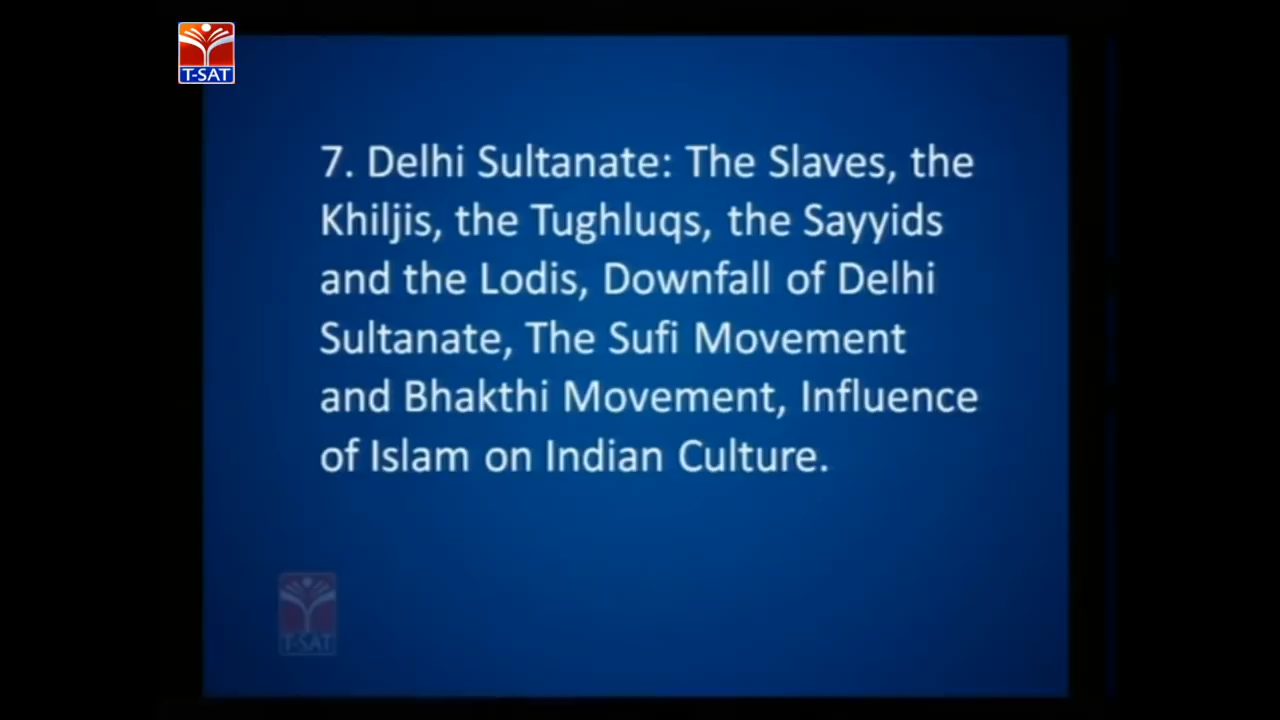 T-SAT
7. Delhi Sultanate: The Slaves, the
Khiljis, the Tughluqs, the Sayyids
and the Lodis, Downfall of Delhi
Sultanate, The Sufi Movement
and Bhakthi Movement, Influence
of Islam on Indian Culture.
T-SAT